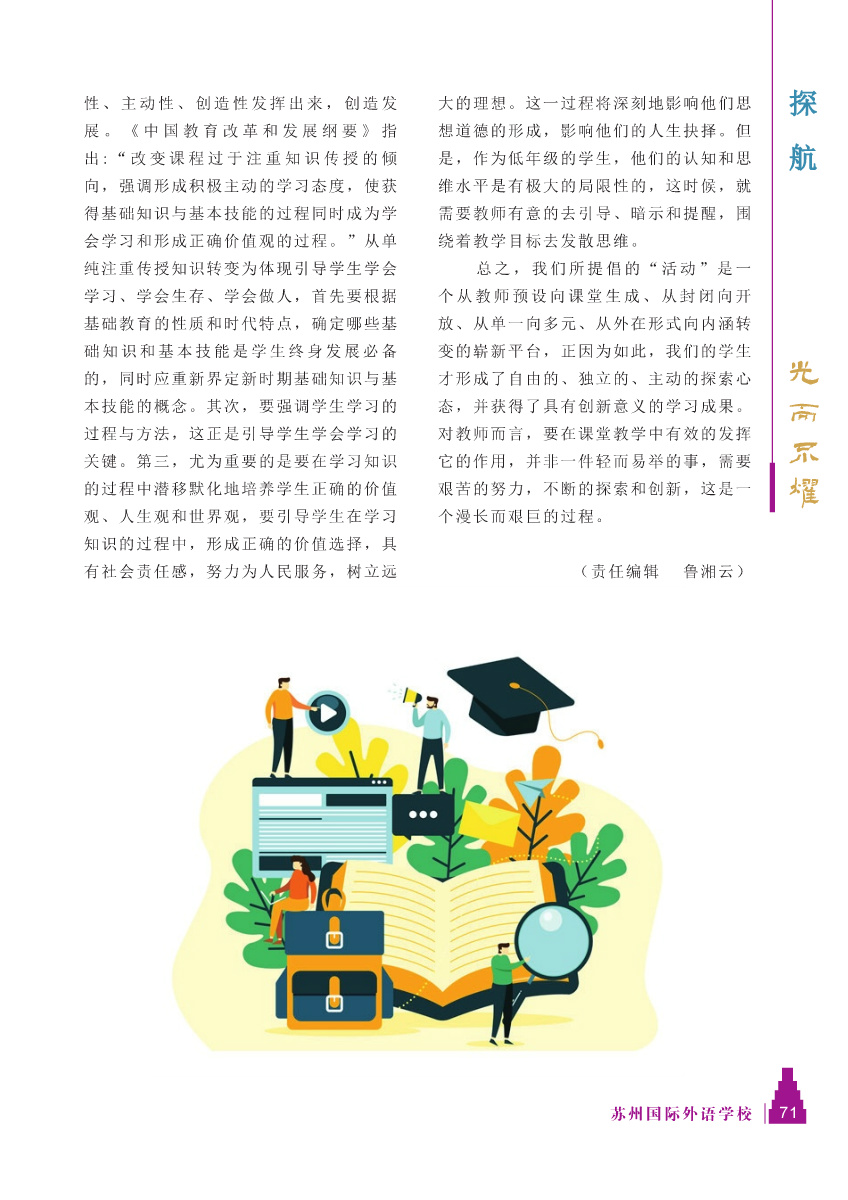 性、主动性、创造性发挥出来，创造发
展。《中国教育改革和发展纲要》指
出：“改变课程过于注重知识传授的倾
向，强调形成积极主动的学习态度，使获
得基础知识与基本技能的过程同时成为学
会学习和形成正确价值观的过程。”从单
纯注重传授知识转变为体现引导学生学会
学习、学会生存、学会做人，首先要根据
基础教育的性质和时代特点，确定哪些基
础知识和基本技能是学生终身发展必备
的，同时应重新界定新时期基础知识与基
本技能的概念。其次，要强调学生学习的
过程与方法，这正是引导学生学会学习的
关键。第三，尤为重要的是要在学习知识
的过程中潜移默化地培养学生正确的价值
观、人生观和世界观，要引导学生在学习
知识的过程中，形成正确的价值选择，具
有社会责任感，努力为人民服务，树立远
大的理想。这一过程将深刻地影响他们思
想道德的形成，影响他们的人生抉择。但
是，作为低年级的学生，他们的认知和思
维水平是有极大的局限性的，这时候，就
需要教师有意的去引导、暗示和提醒，围
绕着教学目标去发散思维。
总之，我们所提倡的“活动”是一
个从教师预设向课堂生成、从封闭向开
放、从单一向多元、从外在形式向内涵转
变的崭新平台，正因为如此，我们的学生
才形成了自由的、独立的、主动的探索心
态，并获得了具有创新意义的学习成果。
对教师而言，要在课堂教学中有效的发挥
它的作用，并非一件轻而易举的事，需要
艰苦的努力，不断的探索和创新，这是一
个漫长而艰巨的过程。
（责任编辑 鲁湘云）
探航
光而不耀
苏州国际外语学校
71